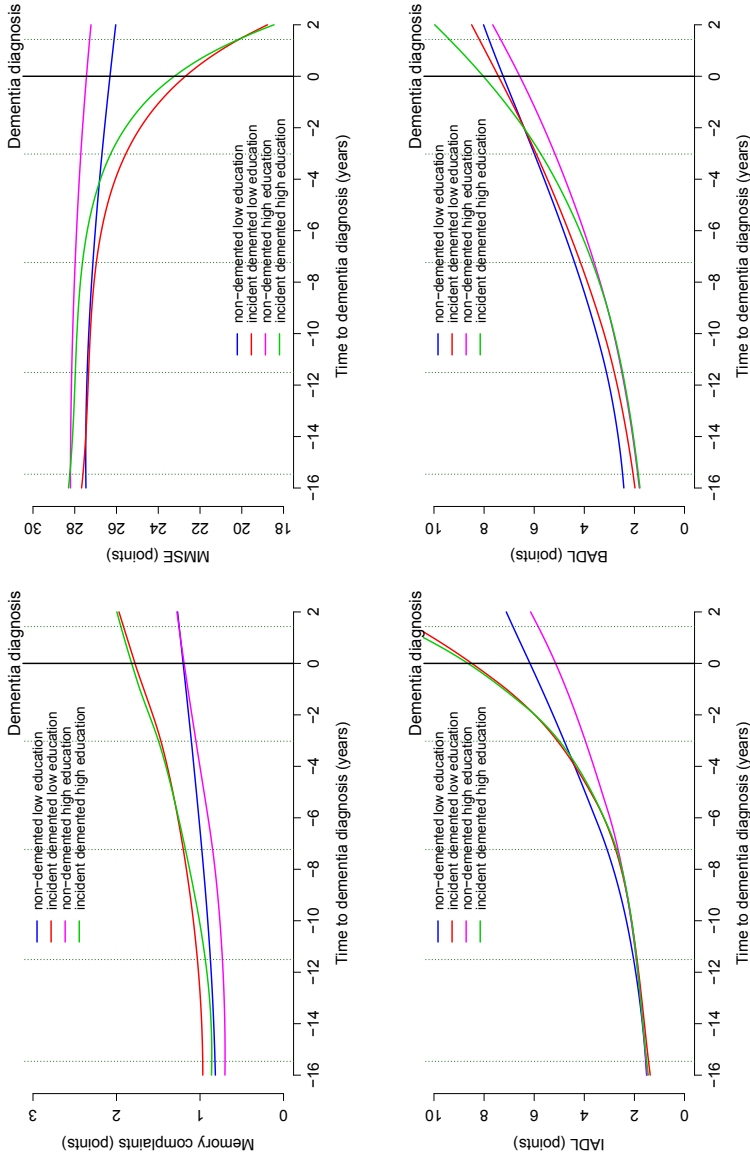 Dementia diagnosis
non−demented low education
incident demented low education
non−demented high education
incident demented high education
3
2
1
0
Memory complaints (points)
−16 −14 −12 −10 −8 −6 −4 −2 0 2
Time to dementia diagnosis (years)
Dementia diagnosis
30
28
26
24
22
20
18
MMSE (points)
non−demented low education
incident demented low education
non−demented high education
incident demented high education
−16 −14 −12 −10 −8 −6 −4 −2 0 2
Time to dementia diagnosis (years)
Dementia diagnosis
non−demented low education
incident demented low education
non−demented high education
incident demented high education
10
8
6
4
2
0
IADL (points)
−16 −14 −12 −10 −8 −6 −4 −2 0 2
Time to dementia diagnosis (years)
Dementia diagnosis
non−demented low education
incident demented low education
non−demented high education
incident demented high education
10
8
6
4
2
0
BADL (points)
−16 −14 −12 −10 −8 −6 −4 −2 0 2
Time to dementia diagnosis (years)